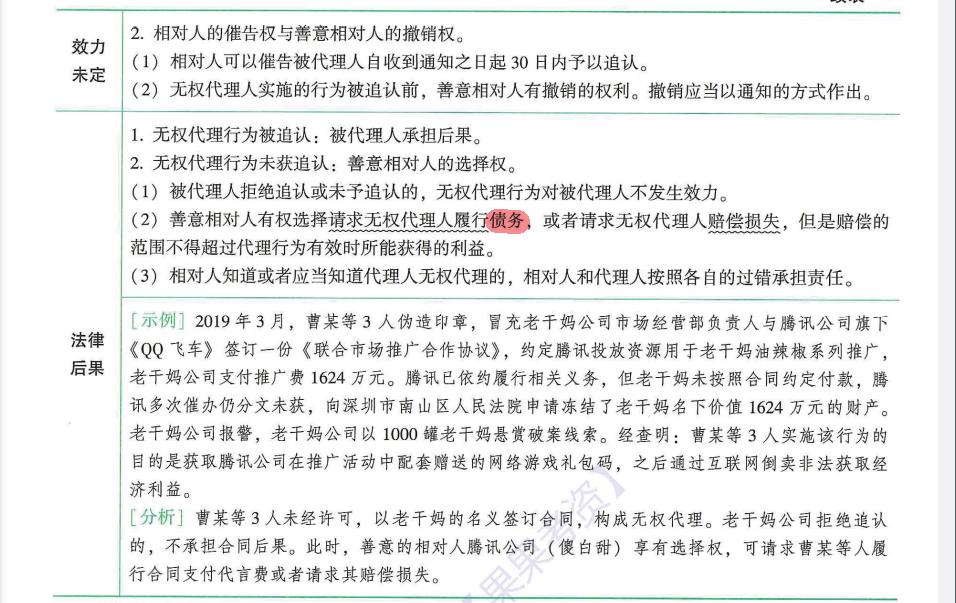 效力
未定
2. 相对人的催告权与善意相对人的撤销权。
(1) 相对人可以催告被代理人自收到通知之日起 30 日内予以追认。
(2) 无权代理人实施的行为被追认前，善意相对人有撤销的权利。撤销应当以通知的方式作出。
法律
后果
1. 无权代理行为被追认：被代理人承担后果。
2. 无权代理行为未获追认：善意相对人的选择权。
(1) 被代理人拒绝追认或未予追认的，无权代理行为对被代理人不发生效力。
(2) 善意相对人有权选择请求无权代理人履行债务，或者请求无权代理人赔偿损失，但是赔偿的
范围不得超过代理行为有效时所能获得的利益。
(3) 相对人知道或者应当知道代理人无权代理的，相对人和代理人按照各自的过错承担责任。
[示例] 2019 年 3 月，曹某等 3 人伪造印章，冒充老干妈公司市场经营部负责人与腾讯公司旗下
《QQ 飞车》签订一份《联合市场推广合作协议》，约定腾讯投放资源用于老干妈油辣椒系列推广，
老干妈公司支付推广费 1624 万元。腾讯已依约履行相关义务，但老干妈未按照合同约定付款，腾
讯多次催办仍分文未获，向深圳市南山区人民法院申请冻结了老干妈名下价值 1624 万元的财产。
老干妈公司报警，老干妈公司以 1000 罐老干妈悬赏破案线索。经查明：曹某等 3 人实施该行为的
目的是获取腾讯公司在推广活动中配套赠送的网络游戏礼包码，之后通过互联网倒卖非法获取经
济利益。
[分析] 曹某等 3 人未经许可，以老干妈的名义签订合同，构成无权代理。老干妈公司拒绝追认
的，不承担合同后果。此时，善意的相对人腾讯公司（傻白甜）享有选择权，可请求曹某等人履
行合同支付代言费或者请求其赔偿损失。
果果考资】